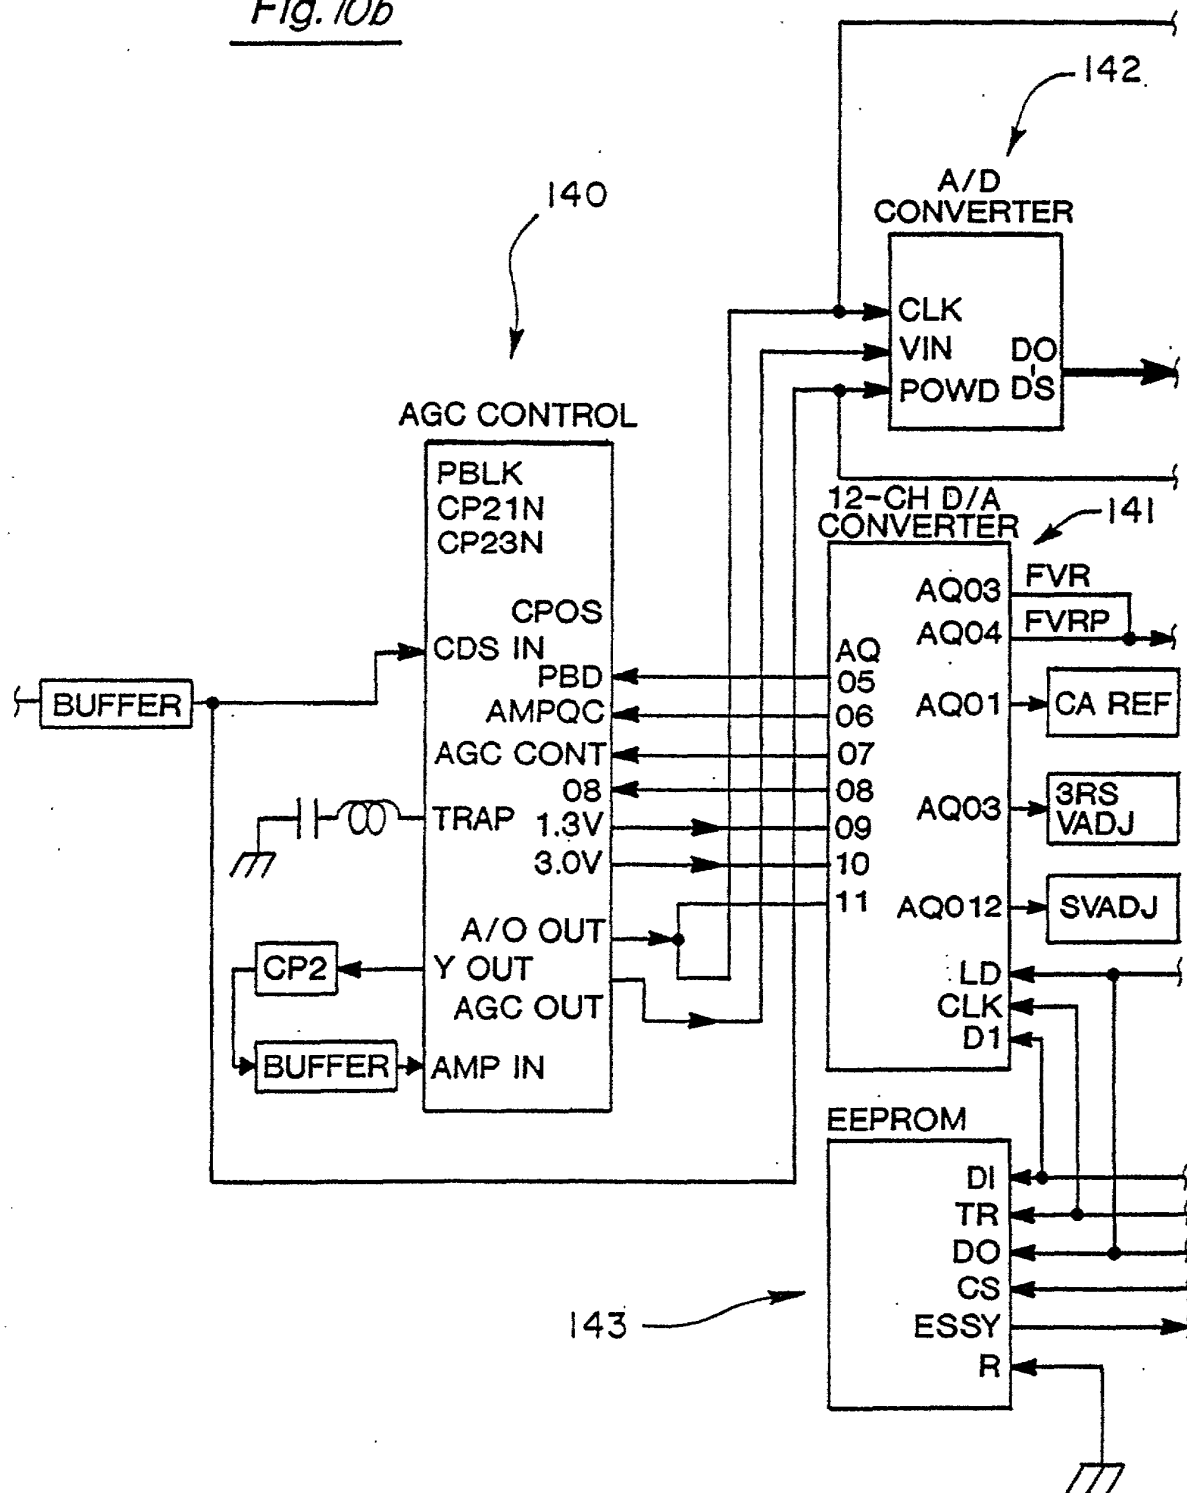 Fig. 10b
142
A/D
CONVERTER
140
CLK
VIN
DO
POWD
DS
AGC CONTROL
PBLK
CP21N
CP23N
CPOS
CDS IN
PBD
AMPQC
AGC CONT
08
TRAP
1.3V
3.0V
A/O OUT
Y OUT
AGC OUT
AMP IN
BUFFER
CP2
BUFFER
12-CH D/A
CONVERTER
141
AQ03
FVR
AQ04
FVRP
AQ
05
06
07
08
09
10
11
AQ01
CA REF
AQ03
3RS
VADJ
AQ012
SVADJ
LD
CLK
D1
EEPROM
DI
TR
DO
CS
ESSY
R
143